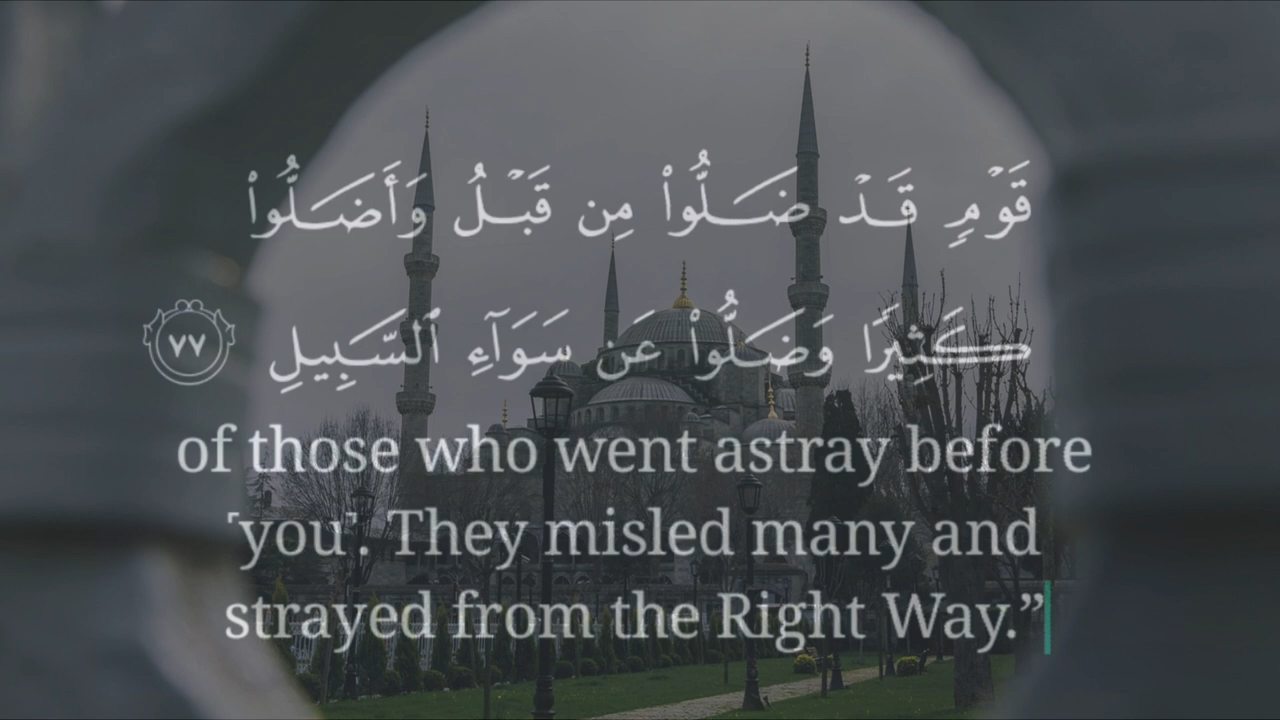 قَوْمٍ قَدْ ضَلُّوا۟ مِن قَبْلُ وَأَضَلُّوا۟
كَثِيرًا وَضَلُّوا۟ عَن سَوَآءِ ٱلسَّبِيلِ ٧٧
of those who went astray before
˹you˺. They misled many and
strayed from the Right Way.”